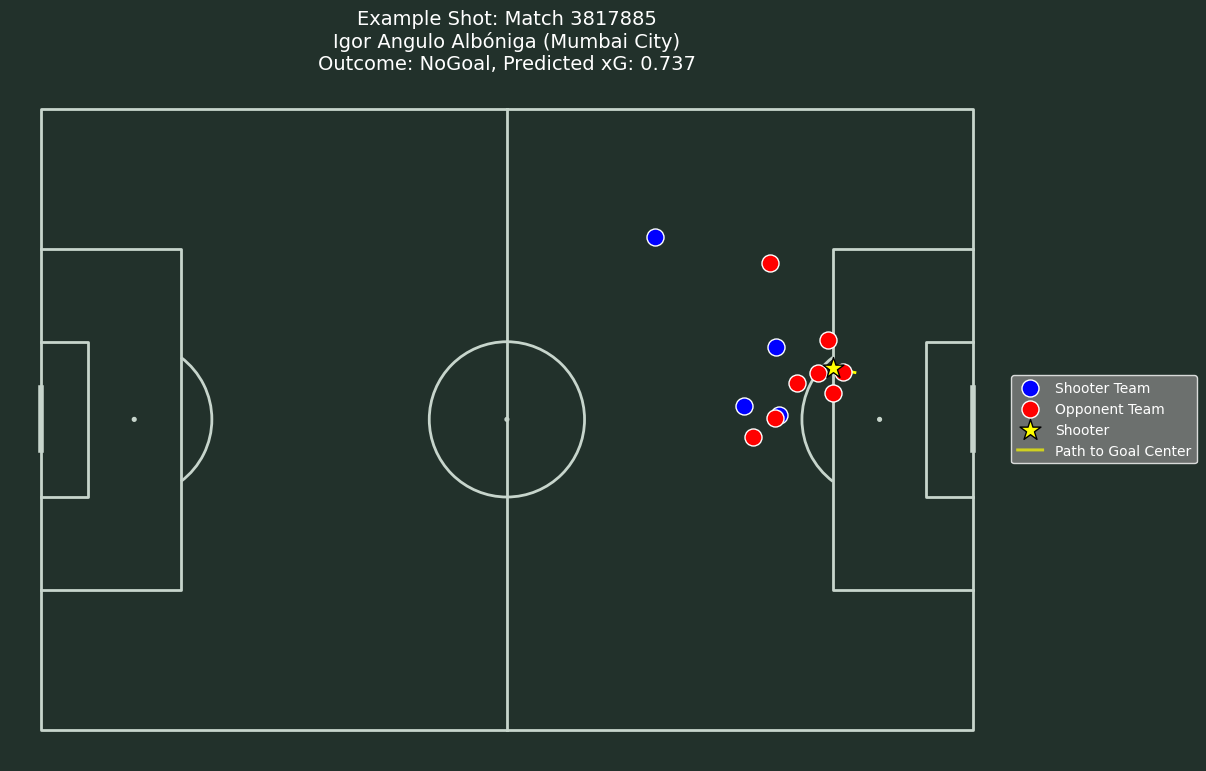 Example Shot: Match 3817885
Igor Angulo Albóniga (Mumbai City)
Outcome: NoGoal, Predicted xG: 0.737
Shooter Team
Opponent Team
Shooter
Path to Goal Center